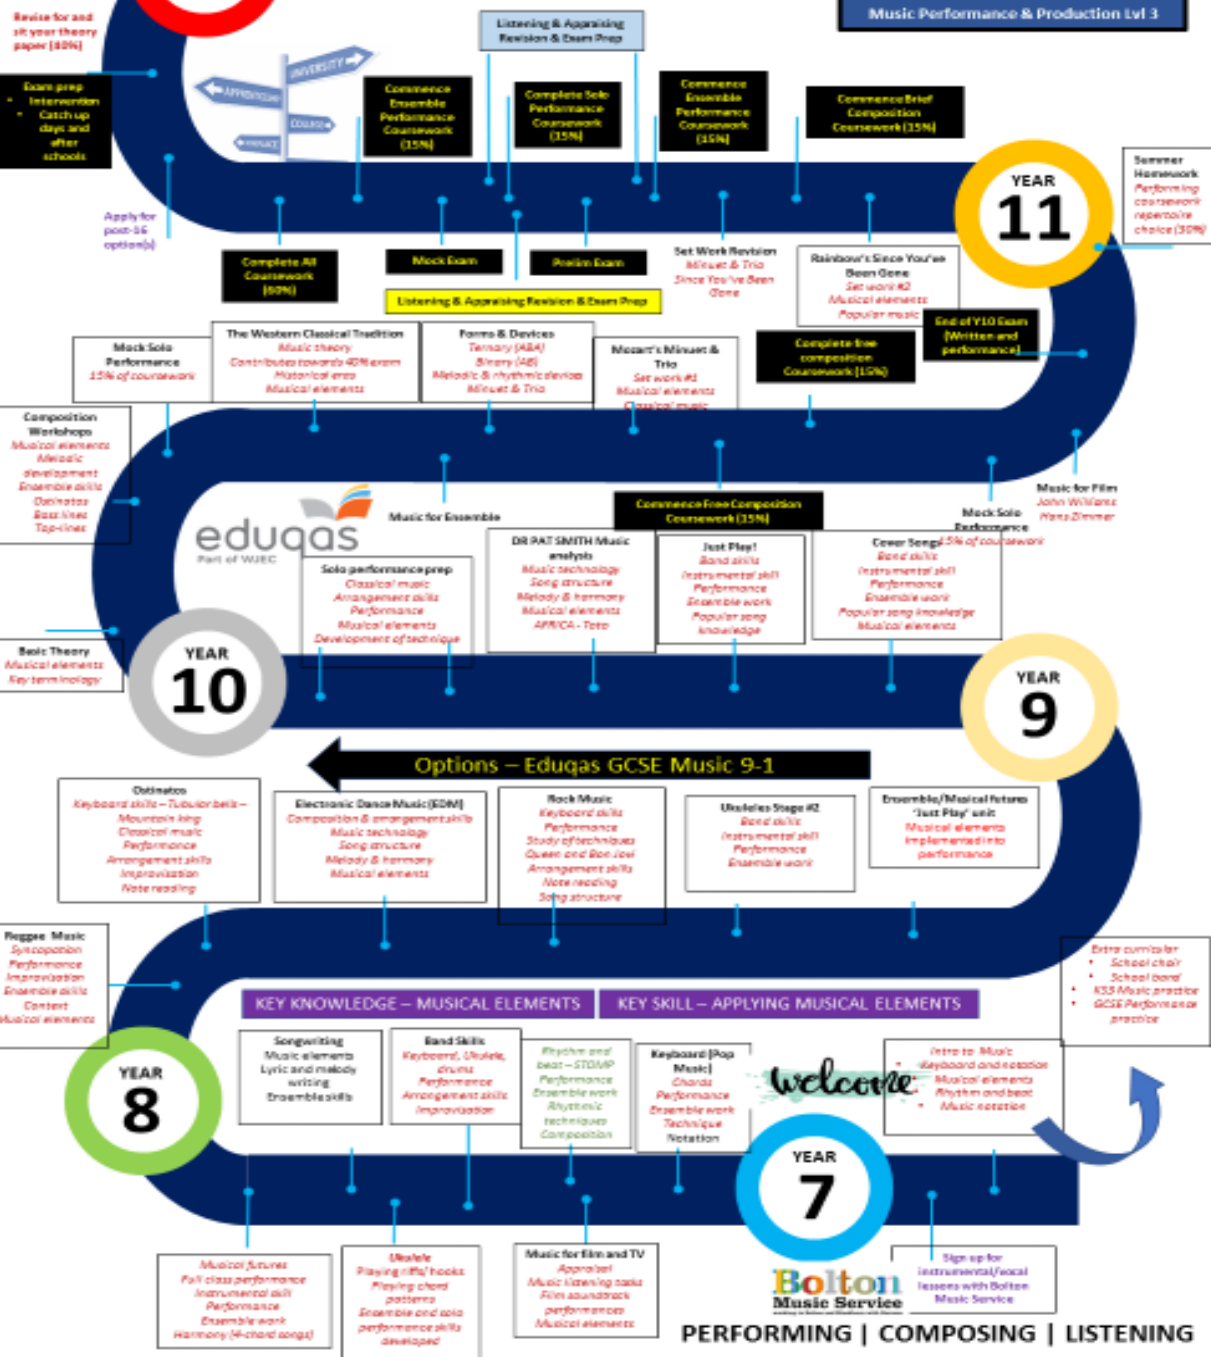 Music Performance & Production Lvl 3
Revise for and
sit your theory
paper (40%)
Listening & Appraising
Revision & Exam Prep
Exam prep
• Intervention
• Catch up
days and
after
schools
UNIVERSITY
COLLEGE
Commence
Ensemble
Performance
Coursework
(15%)
Complete Solo
Performance
Coursework
(15%)
Commence
Ensemble
Performance
Coursework
(15%)
Commence Brief
Composition
Coursework (15%)
YEAR
11
Summer
Homework
Performing
coursework
repertoire
choice (30%)
Apply for
post-16
option(s)
Complete All
Coursework
(60%)
Mock Exam
Prelim Exam
Listening & Appraising Revision & Exam Prep
Set Work Revision
Minuet & Trio
Since You've Been
Gone
Rainbow's Since You've
Been Gone
Set work #2
Musical elements
Popular music
End of Y10 Exam
(Written and
performance)
Mock Solo
Performance
15% of coursework
The Western Classical Tradition
Music theory
Contributes towards 40% exam
Historical eras
Musical elements
Forms & Devices
Ternary (ABA)
Binary (AB)
Melodic & rhythmic devices
Minuet & Trio
Mozart's Minuet &
Trio
Set work #1
Musical elements
Classical music
Complete free
composition
Coursework (15%)
Composition
Workshops
Musical elements
Melodic
development
Ensemble skills
Ostinatos
Bass lines
Top-lines
eduqas
Part of WJEC
Music for Ensemble
Commence Free Composition
Coursework (15%)
Mock Solo
Performance
15% of coursework
Music for Film
John Williams
Hans Zimmer
Solo performance prep
Classical music
Arrangement skills
Performance
Musical elements
Development of technique
DR PAT SMITH Music
analysis
Music technology
Song structure
Melody & harmony
Musical elements
AFRICA - Toto
Just Play!
Band skills
Instrumental skill
Performance
Ensemble work
Popular song
knowledge
Cover Songs
Band skills
Instrumental skill
Performance
Ensemble work
Popular song knowledge
Musical elements
Basic Theory
Musical elements
Key terminology
YEAR
10
YEAR
9
Options – Eduqas GCSE Music 9-1
Ostinatos
Keyboard skills – Tubular bells –
Mountain king
Classical music
Performance
Arrangement skills
Improvisation
Note reading
Electronic Dance Music (EDM)
Composition & arrangement skills
Music technology
Song structure
Melody & harmony
Musical elements
Rock Music
Keyboard skills
Performance
Study of techniques
Queen and Bon Jovi
Arrangement skills
Note reading
Song structure
Ukuleles Stage #2
Band skills
Instrumental skill
Performance
Ensemble work
Ensemble/Musical futures
'Just Play' unit
Musical elements
implemented into
performance
Reggae Music
Syncopation
Performance
Improvisation
Ensemble skills
Context
Musical elements
Extra curricular
• School choir
• School band
• KS3 Music practice
• GCSE Performance
practice
KEY KNOWLEDGE – MUSICAL ELEMENTS
KEY SKILL – APPLYING MUSICAL ELEMENTS
YEAR
8
Songwriting
Music elements
Lyric and melody
writing
Ensemble skills
Band Skills
Keyboard, Ukulele,
drums
Performance
Arrangement skills
Improvisation
Rhythm and
beat – STOMP
Performance
Ensemble work
Rhythmic
techniques
Composition
Keyboard (Pop
Music)
Chords
Performance
Ensemble work
Technique
Notation
welcome
Intro to Music
• Keyboard and notation
• Musical elements
• Rhythm and beat
• Music notation
YEAR
7
Musical futures
Full class performance
Instrumental skill
Performance
Ensemble work
Harmony (4-chord songs)
Ukulele
Playing riffs/ hooks
Playing chord
patterns
Ensemble and solo
performance skills
developed
Music for film and TV
Appraisal
Music listening tasks
Film soundtrack
performances
Musical elements
Bolton
Music Service
Sign up for
instrumental/vocal
lessons with Bolton
Music Service
PERFORMING | COMPOSING | LISTENING